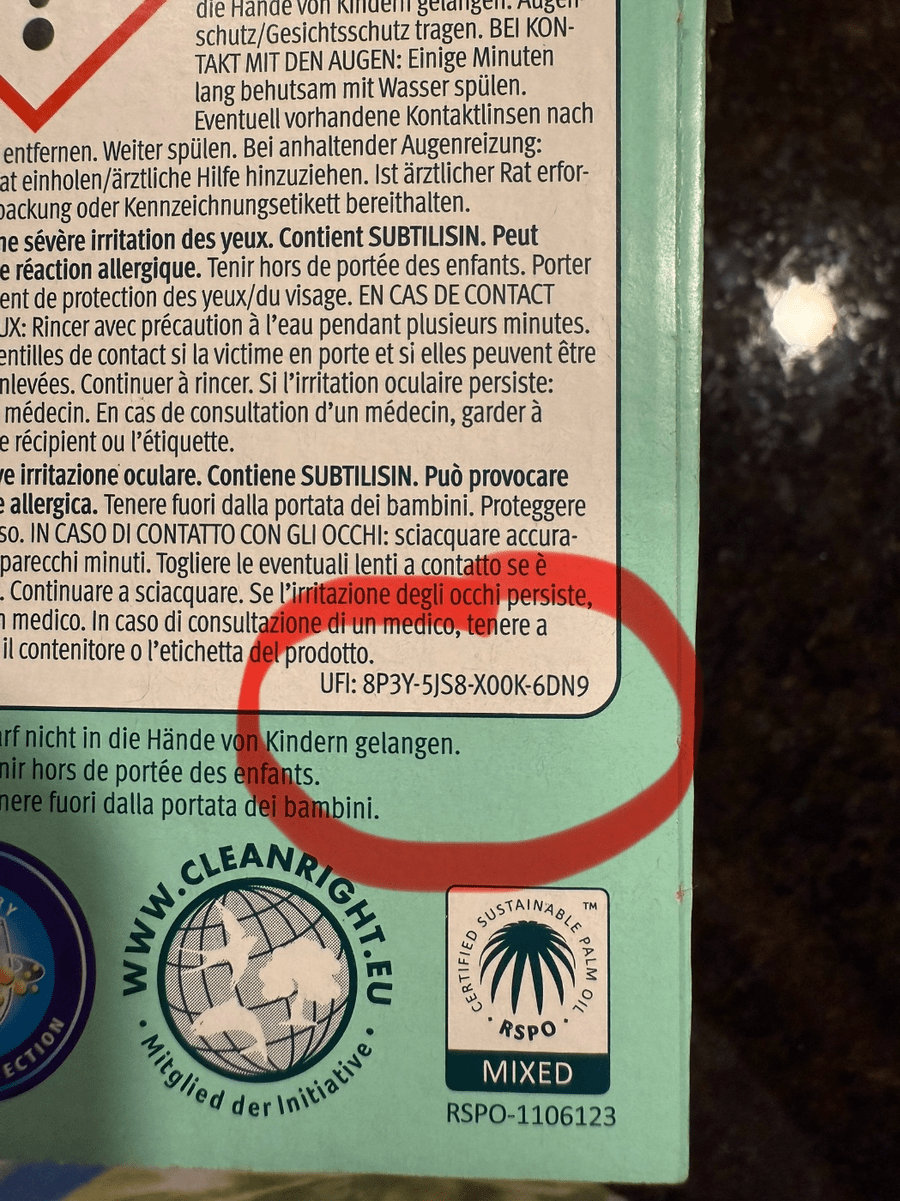 die Hände von Kindern gelangen. Augen-
schutz/Gesichtsschutz tragen. BEI KON-
TAKT MIT DEN AUGEN: Einige Minuten
lang behutsam mit Wasser spülen.
Eventuell vorhandene Kontaktlinsen nach
entfernen. Weiter spülen. Bei anhaltender Augenreizung:
at einholen/ärztliche Hilfe hinzuziehen. Ist ärztlicher Rat erfor-
packung oder Kennzeichnungsetikett bereithalten.
ne sévère irritation des yeux. Contient SUBTILISIN. Peut
e réaction allergique. Tenir hors de portée des enfants. Porter
ent de protection des yeux/du visage. EN CAS DE CONTACT
UX: Rincer avec précaution à l'eau pendant plusieurs minutes.
entilles de contact si la victime en porte et si elles peuvent être
nlevées. Continuer à rincer. Si l'irritation oculaire persiste:
médecin. En cas de consultation d'un médecin, garder à
e récipient ou l'étiquette.
ve irritazione oculare. Contiene SUBTILISIN. Può provocare
e allergica. Tenere fuori dalla portata dei bambini. Proteggere
so. IN CASO DI CONTATTO CON GLI OCCHI: sciacquare accura-
parecchi minuti. Togliere le eventuali lenti a contatto se è
. Continuare a sciacquare. Se l'irritazione degli occhi persiste,
n medico. In caso di consultazione di un medico, tenere a
il contenitore o l'etichetta del prodotto.
UFI: 8P3Y-5JS8-X00K-6DN9
arf nicht in die Hände von Kindern gelangen.
nir hors de portée des enfants.
nere fuori dalla portata dei bambini.
RY
ECTION
WWW.CLEANRIGHT.EU
• Mitglied der Initiative •
CERTIFIED SUSTAINABLE PALM OIL ™
• RSPO •
MIXED
RSPO-1106123